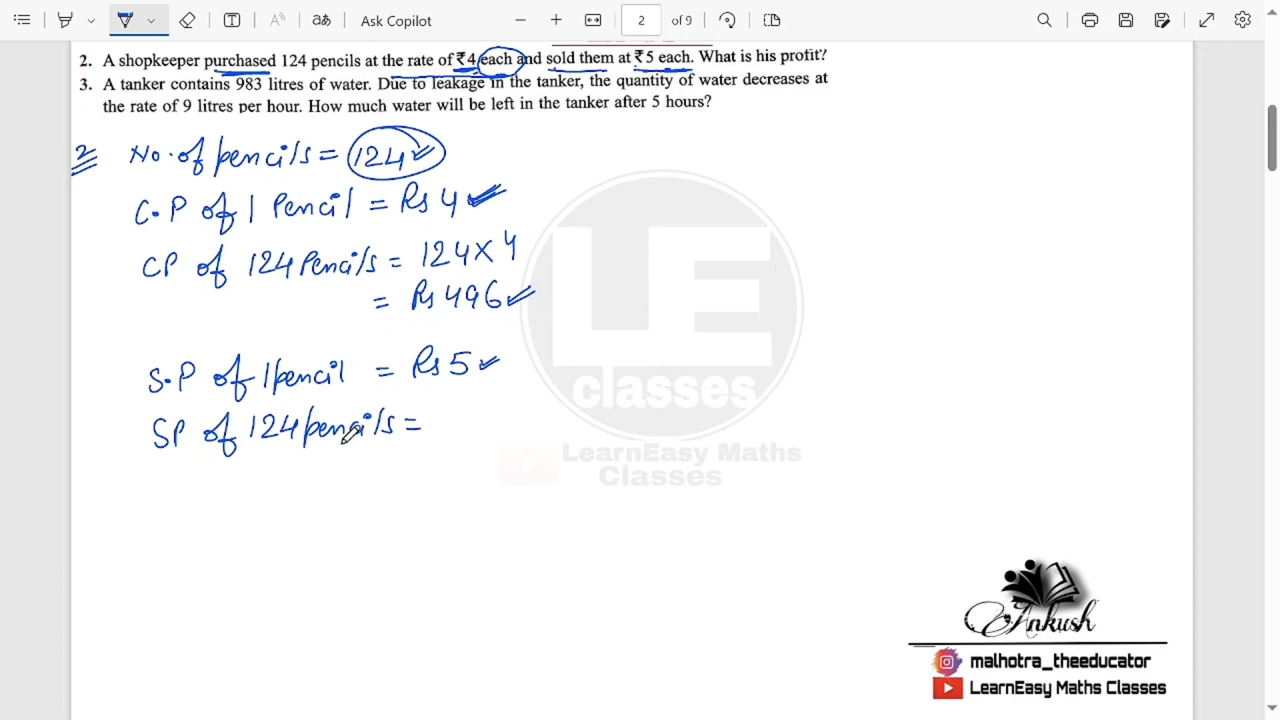 Ask Copilot
2
of 9
2. A shopkeeper purchased 124 pencils at the rate of ₹4 each and sold them at ₹5 each. What is his profit?
3. A tanker contains 983 litres of water. Due to leakage in the tanker, the quantity of water decreases at
the rate of 9 litres per hour. How much water will be left in the tanker after 5 hours?
2 No. of pencils = 124
C.P of 1 Pencil = Rs 4
CP of 124 Pencils = 124 × 4
= Rs 496
S.P of 1 pencil = Rs 5
SP of 124 pencils =
LE
classes
LearnEasy Maths
Classes
Ankush
malhotra_theeducator
LearnEasy Maths Classes